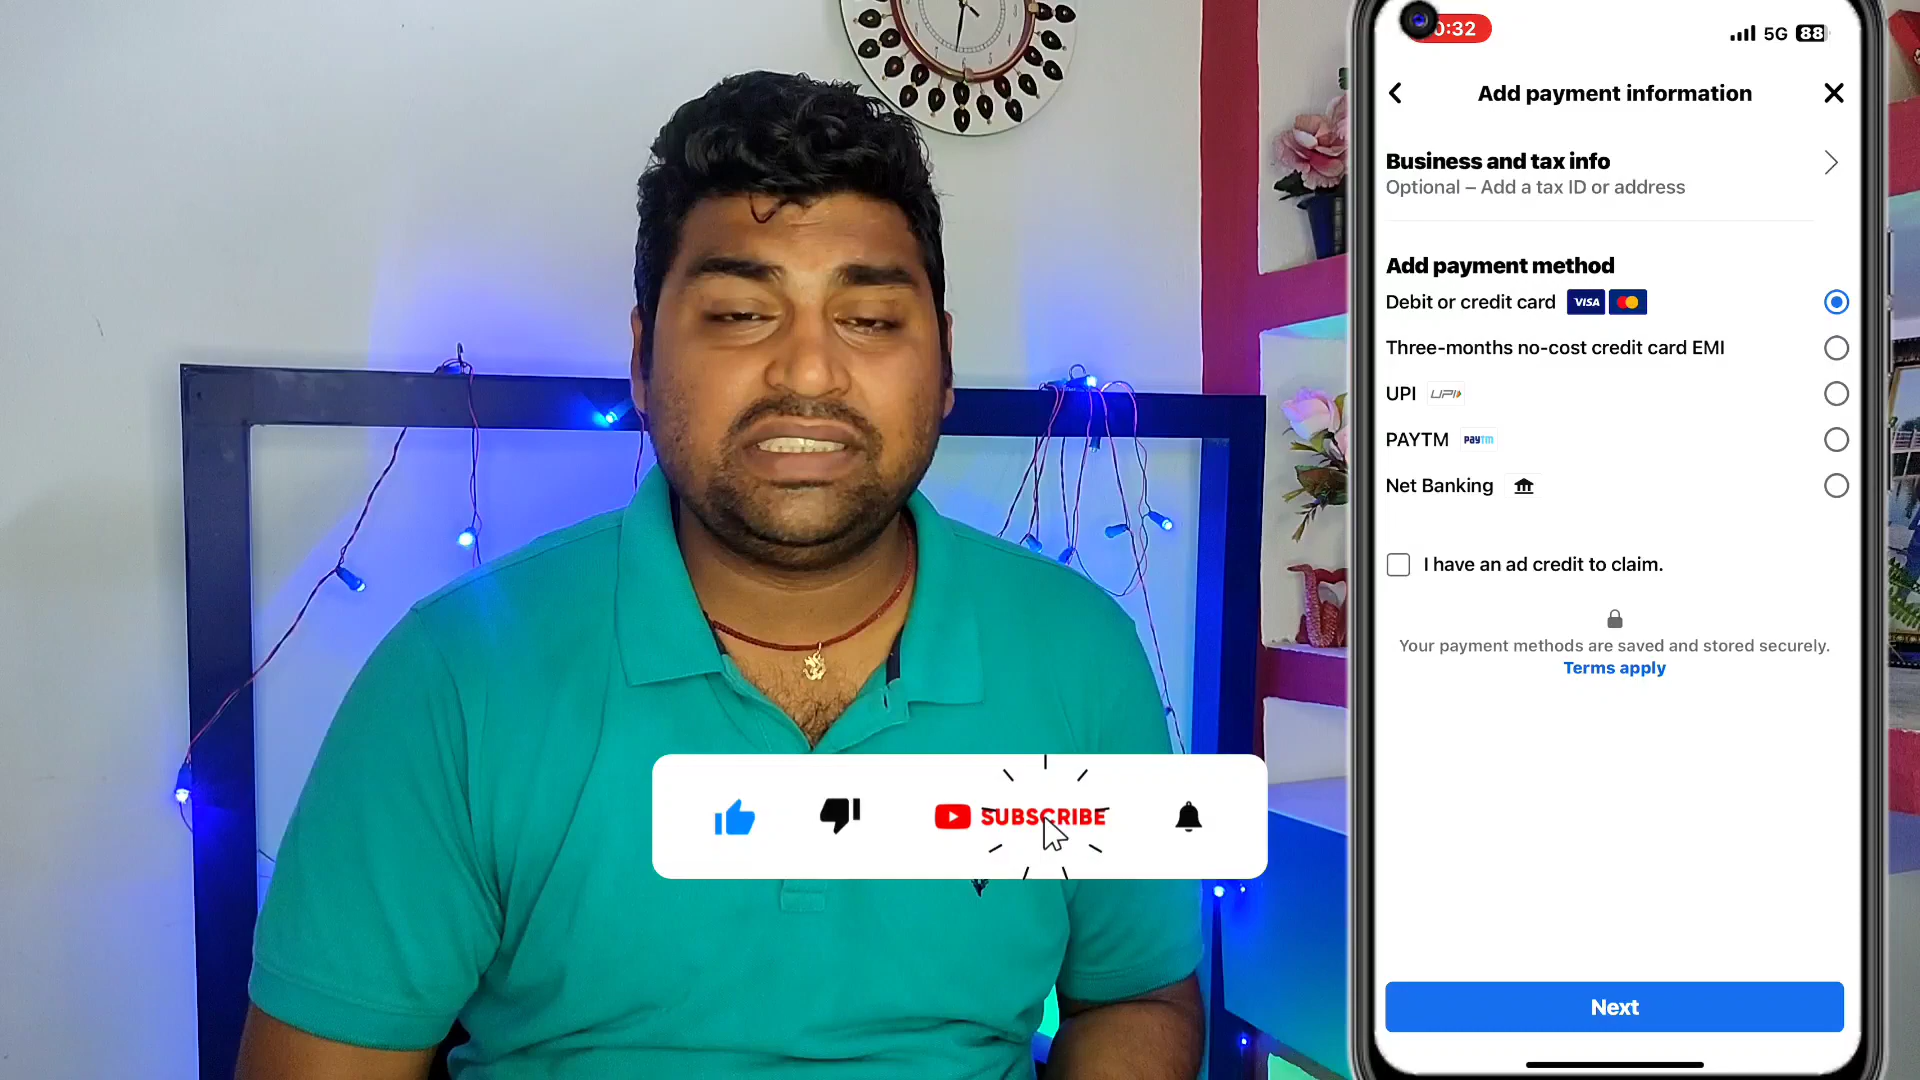 0:32
5G 88
Add payment information
Business and tax info
Optional – Add a tax ID or address
Add payment method
Debit or credit card VISA
Three-months no-cost credit card EMI
UPI UPI
PAYTM paytm
Net Banking
I have an ad credit to claim.
Your payment methods are saved and stored securely.
Terms apply
Next
SUBSCRIBE